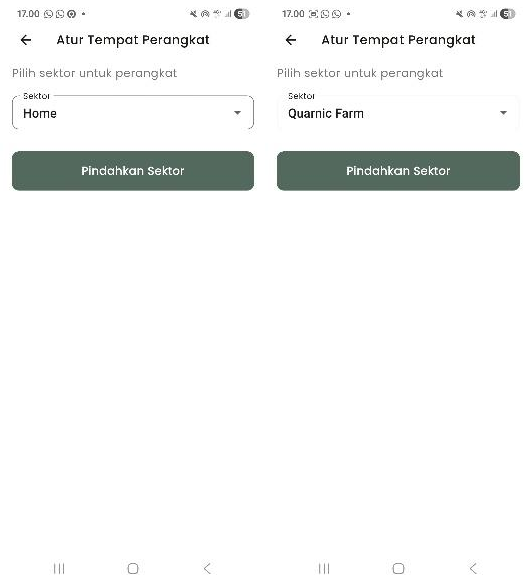 17.00
Atur Tempat Perangkat
Pilih sektor untuk perangkat
Sektor
Home
Pindahkan Sektor
17.00
Atur Tempat Perangkat
Pilih sektor untuk perangkat
Sektor
Quarnic Farm
Pindahkan Sektor